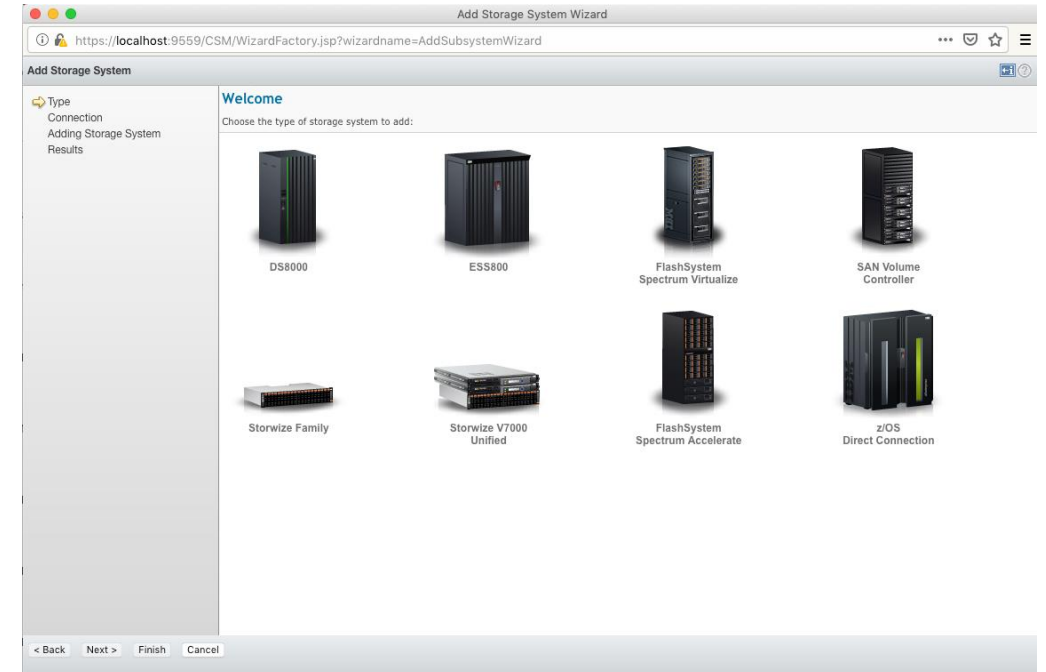 Add Storage System Wizard
https://localhost:9559/CSM/WizardFactory.jsp?wizardname=AddSubsystemWizard
Add Storage System
Type
Connection
Adding Storage System
Results
Welcome
Choose the type of storage system to add:
DS8000
ESS800
FlashSystem
Spectrum Virtualize
SAN Volume
Controller
Storwize Family
Storwize V7000
Unified
FlashSystem
Spectrum Accelerate
z/OS
Direct Connection
< Back Next > Finish Cancel